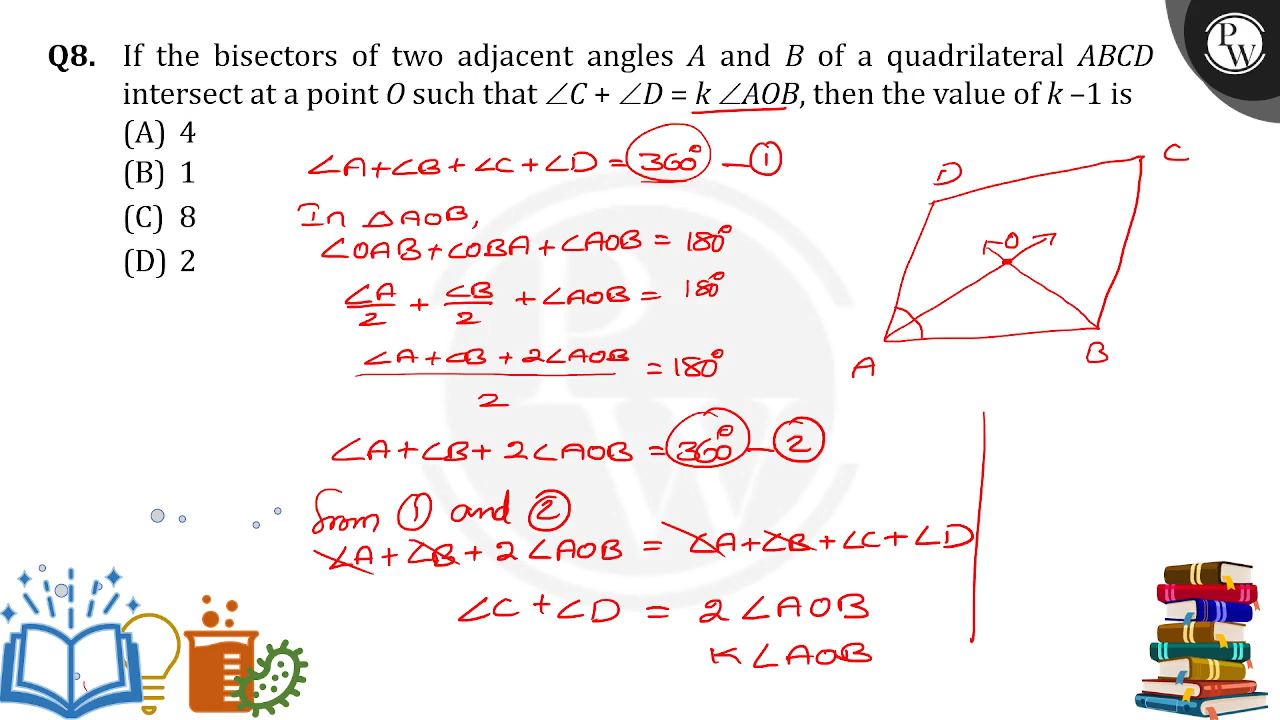 Q8. If the bisectors of two adjacent angles A and B of a quadrilateral ABCD
intersect at a point O such that ∠C + ∠D = k ∠AOB, then the value of k –1 is
(A) 4
(B) 1
(C) 8
(D) 2
∠A+∠B+∠C+∠D = 360° — ①
In △AOB,
∠OAB+∠OBA+∠AOB = 180°
∠A/2 + ∠B/2 + ∠AOB = 180°
∠A+∠B+2∠AOB/2 = 180°
∠A+∠B+2∠AOB = 360° — ②
from ① and ②
∠A+∠B+2∠AOB = ∠A+∠B+∠C+∠D
∠C+∠D = 2∠AOB
K∠AOB
D
C
O
A
B
PW
PW